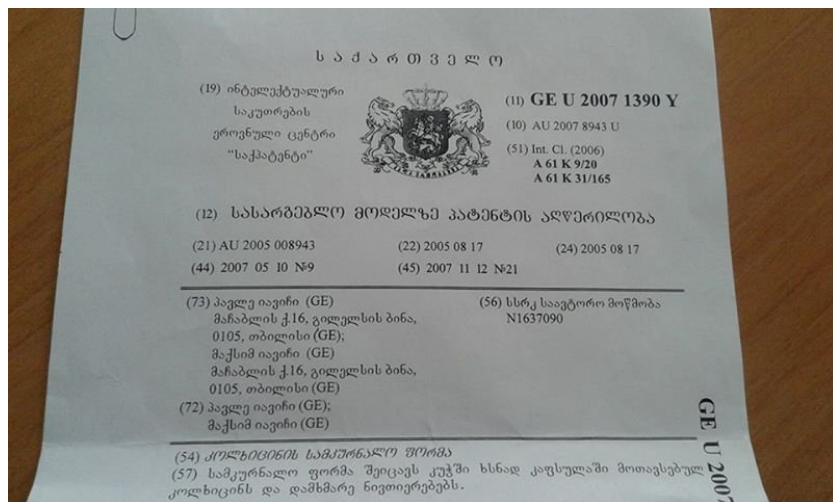 საქართველო
(19) ინტელექტუალური
საკუთრების
ეროვნული ცენტრი
"საქპატენტი"
(11) GE U 2007 1390 Y
(10) AU 2007 8943 U
(51) Int. Cl. (2006)
A 61 K 9/20
A 61 K 31/165
(12) სასარგებლო მოდელზე პატენტის აღწერილობა
(21) AU 2005 008943 (22) 2005 08 17 (24) 2005 08 17
(44) 2007 05 10 №9 (45) 2007 11 12 №21
(73) პავლე იავიჩი (GE)
მაჩაბლის ქ.16, გილელსის ბინა,
0105, თბილისი (GE);
მაქსიმ იავიჩი (GE)
მაჩაბლის ქ.16, გილელსის ბინა,
0105, თბილისი (GE)
(72) პავლე იავიჩი (GE);
მაქსიმ იავიჩი (GE)
(56) სსრკ საავტორო მოწმობა
N1637090
(54) კოლხიცინის სამკურნალო ფორმა
(57) სამკურნალო ფორმა შეიცავს კუჭში ხსნად კაფსულაში მოთავსებულ
კოლხიცინს და დამხმარე ნივთიერებებს.
GE U 200